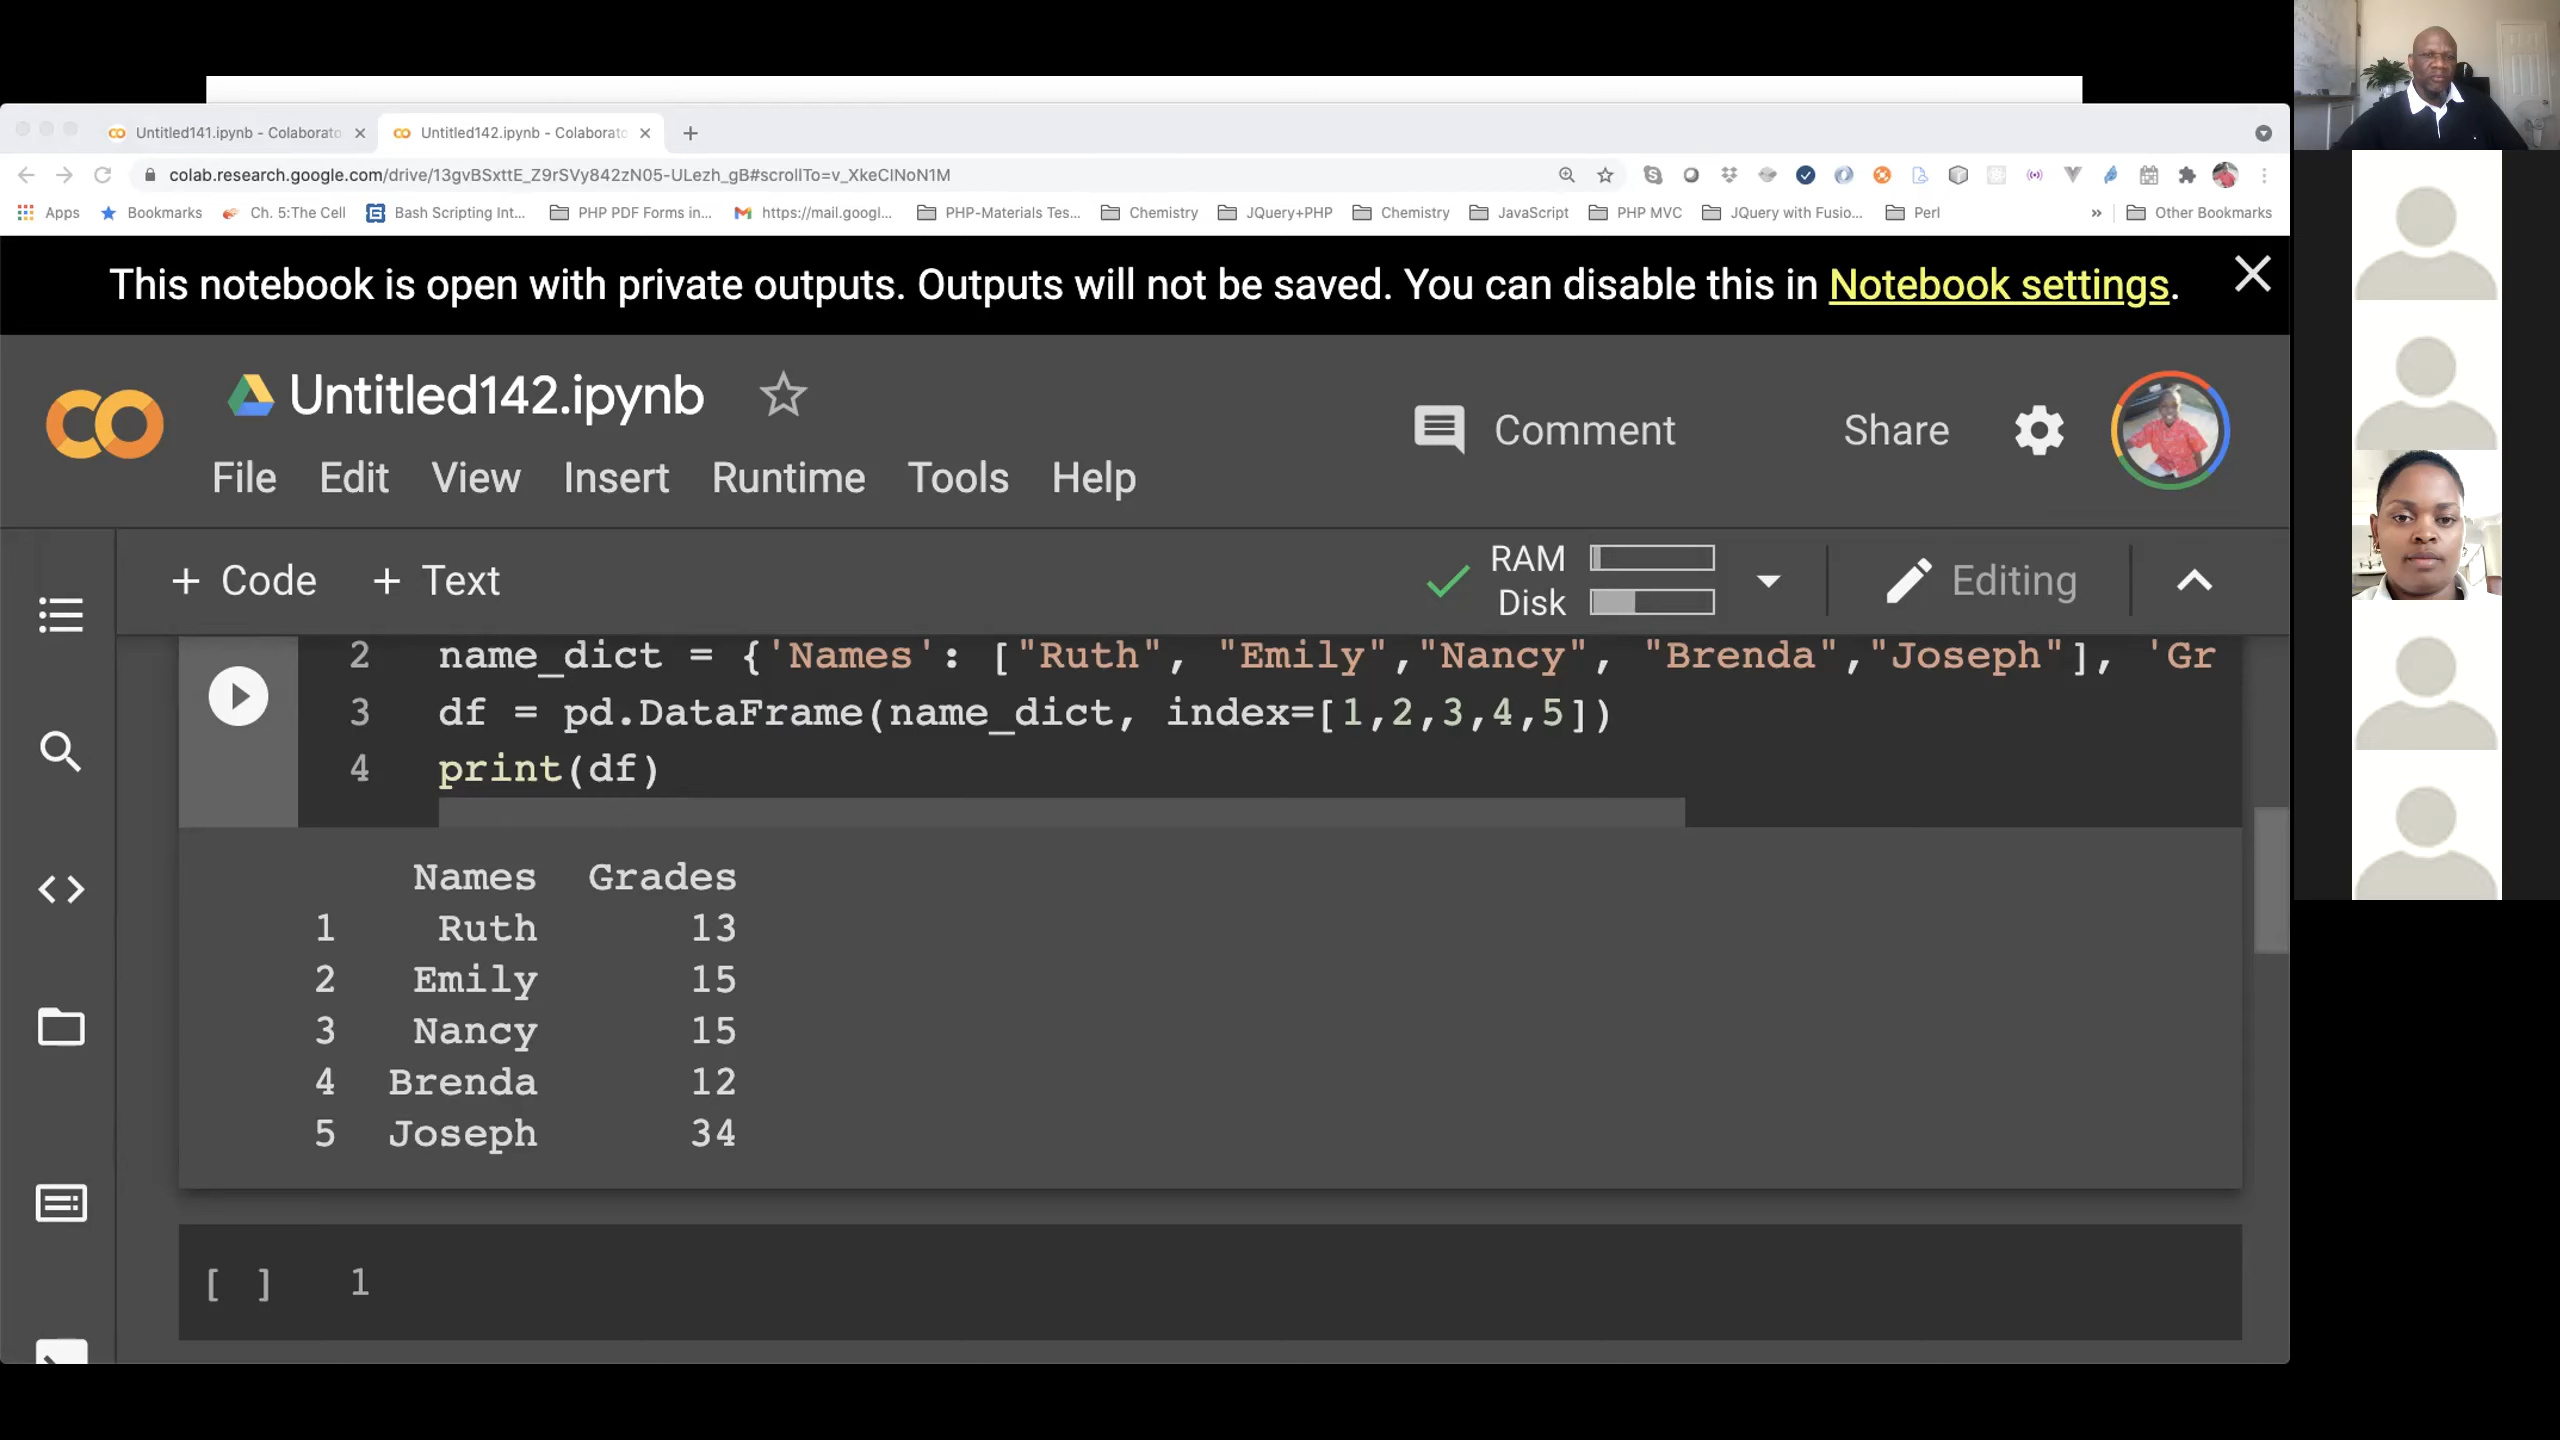 Untitled141.ipynb - Colaborato
Untitled142.ipynb - Colaborato
colab.research.google.com/drive/13gvBSxttE_Z9rSVy842zN05-ULezh_gB#scrollTo=v_XkeClNoN1M
Apps Bookmarks Ch. 5:The Cell Bash Scripting Int... PHP PDF Forms in... https://mail.googl... PHP-Materials Tes... Chemistry JQuery+PHP Chemistry JavaScript PHP MVC JQuery with Fusio... Perl » Other Bookmarks
This notebook is open with private outputs. Outputs will not be saved. You can disable this in Notebook settings.
Untitled142.ipynb
Comment Share
File Edit View Insert Runtime Tools Help
+ Code + Text
RAM
Disk
Editing
2 name_dict = {'Names': ["Ruth", "Emily","Nancy", "Brenda","Joseph"], 'Gr
3 df = pd.DataFrame(name_dict, index=[1,2,3,4,5])
4 print(df)
Names Grades
1 Ruth 13
2 Emily 15
3 Nancy 15
4 Brenda 12
5 Joseph 34
[ ] 1